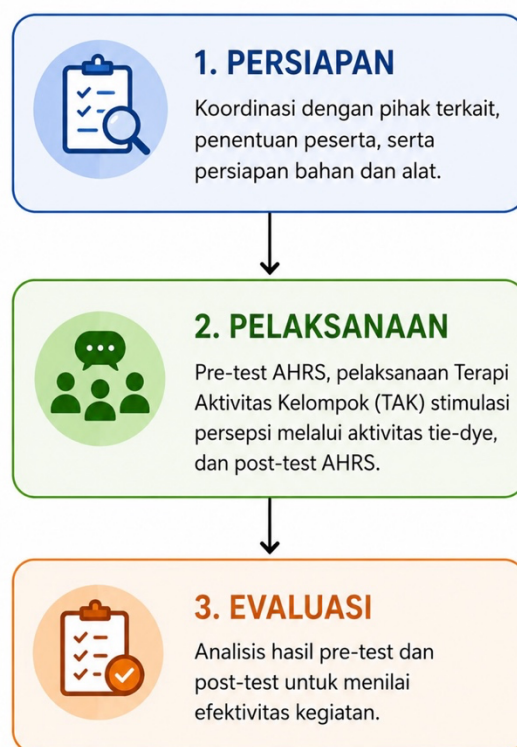 1. PERSIAPAN
Koordinasi dengan pihak terkait,
penentuan peserta, serta
persiapan bahan dan alat.
2. PELAKSANAAN
Pre-test AHRS, pelaksanaan Terapi
Aktivitas Kelompok (TAK) stimulasi
persepsi melalui aktivitas tie-dye,
dan post-test AHRS.
3. EVALUASI
Analisis hasil pre-test dan
post-test untuk menilai
efektivitas kegiatan.